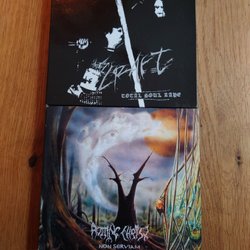 CRAFT
TOTAL SOUL RAPE
ROTTING CHRIST
NON SERVIAM